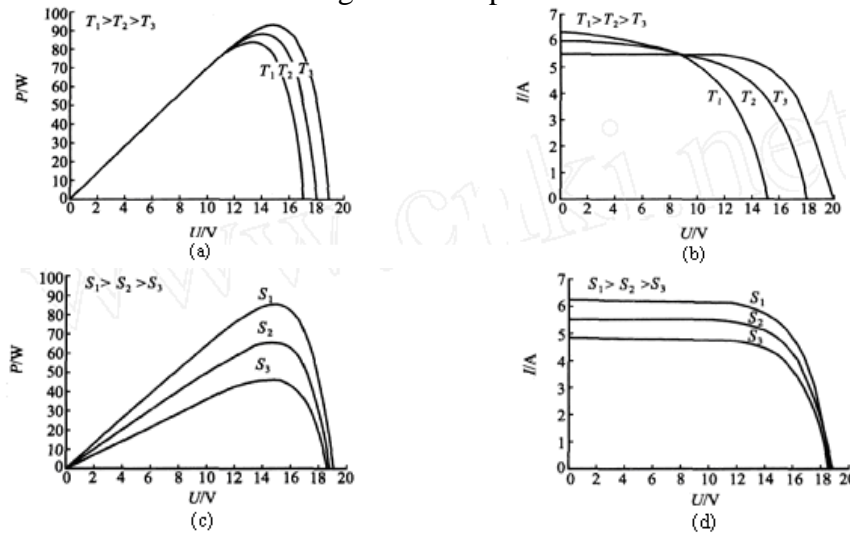 100
90
80
70
60
50
40
30
20
10
0
P/W
T₁>T₂>T₃
T₁ T₂ T₃
0 2 4 6 8 10 12 14 16 18 20
U/V
(a)
7
6
5
4
3
2
1
0
I/A
T₁>T₂>T₃
T₁ T₂ T₃
0 2 4 6 8 10 12 14 16 18 20
U/V
(b)
100
90
80
70
60
50
40
30
20
10
0
P/W
S₁> S₂ >S₃
S₁
S₂
S₃
0 2 4 6 8 10 12 14 16 18 20
U/V
(c)
7
6
5
4
3
2
1
0
I/A
S₁> S₂ >S₃
S₁
S₂
S₃
0 2 4 6 8 10 12 14 16 18 20
U/V
(d)
www.cnki.net